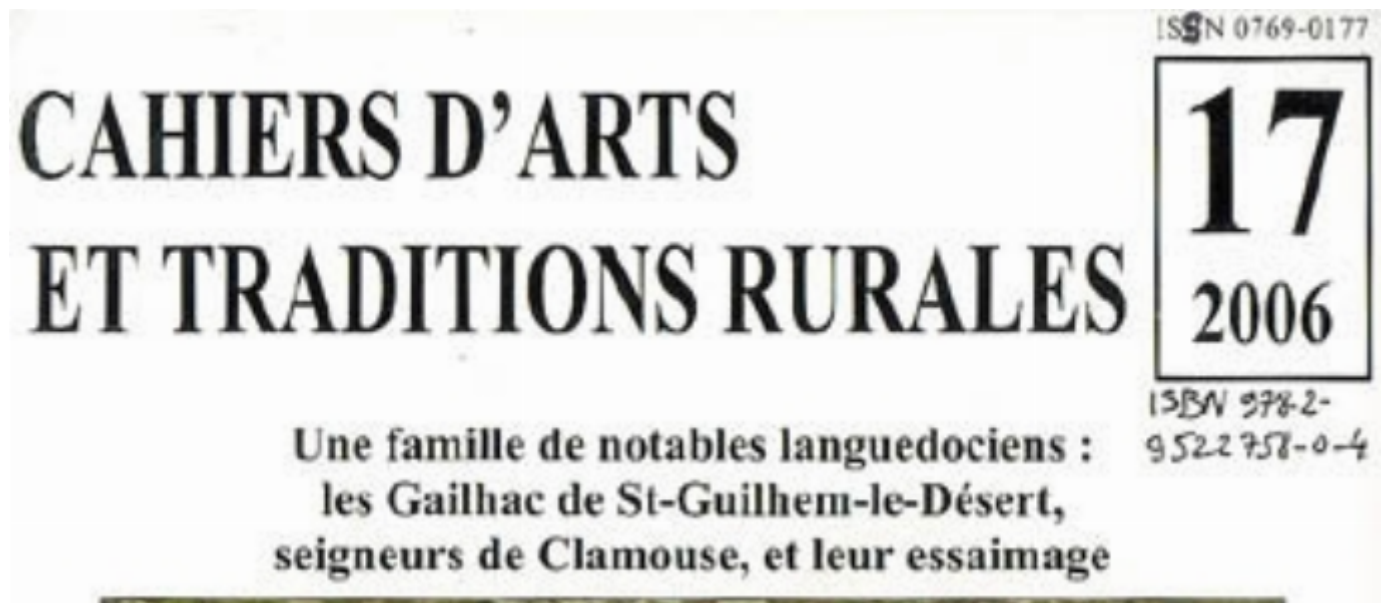 ISSN 0769-0177
CAHIERS D'ARTS
ET TRADITIONS RURALES
17
2006
ISBN 978-2-
9522758-0-4
Une famille de notables languedociens :
les Gailhac de St-Guilhem-le-Désert,
seigneurs de Clamouse, et leur essaimage